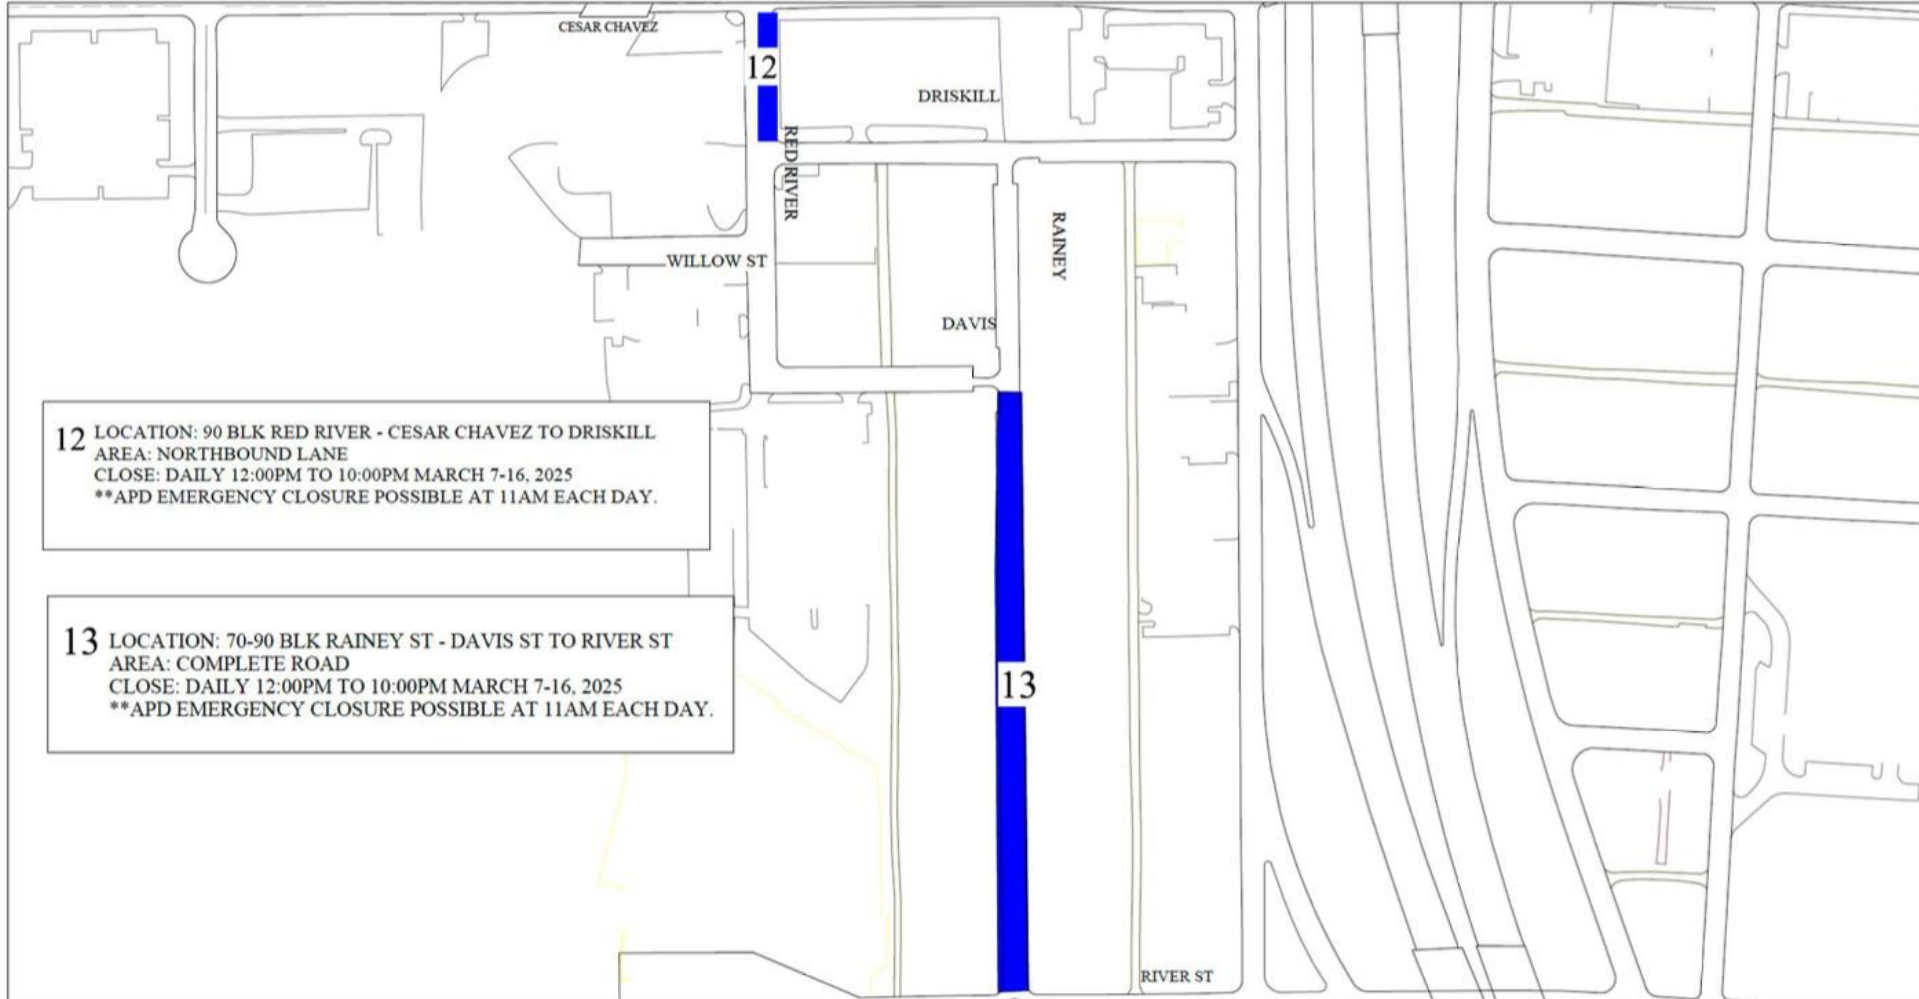 CESAR CHAVEZ
12
DRISKILL
RED RIVER
RAINEY
WILLOW ST
DAVIS
12 LOCATION: 90 BLK RED RIVER - CESAR CHAVEZ TO DRISKILL
AREA: NORTHBOUND LANE
CLOSE: DAILY 12:00PM TO 10:00PM MARCH 7-16, 2025
**APD EMERGENCY CLOSURE POSSIBLE AT 11AM EACH DAY.
13 LOCATION: 70-90 BLK RAINEY ST - DAVIS ST TO RIVER ST
AREA: COMPLETE ROAD
CLOSE: DAILY 12:00PM TO 10:00PM MARCH 7-16, 2025
**APD EMERGENCY CLOSURE POSSIBLE AT 11AM EACH DAY.
13
RIVER ST